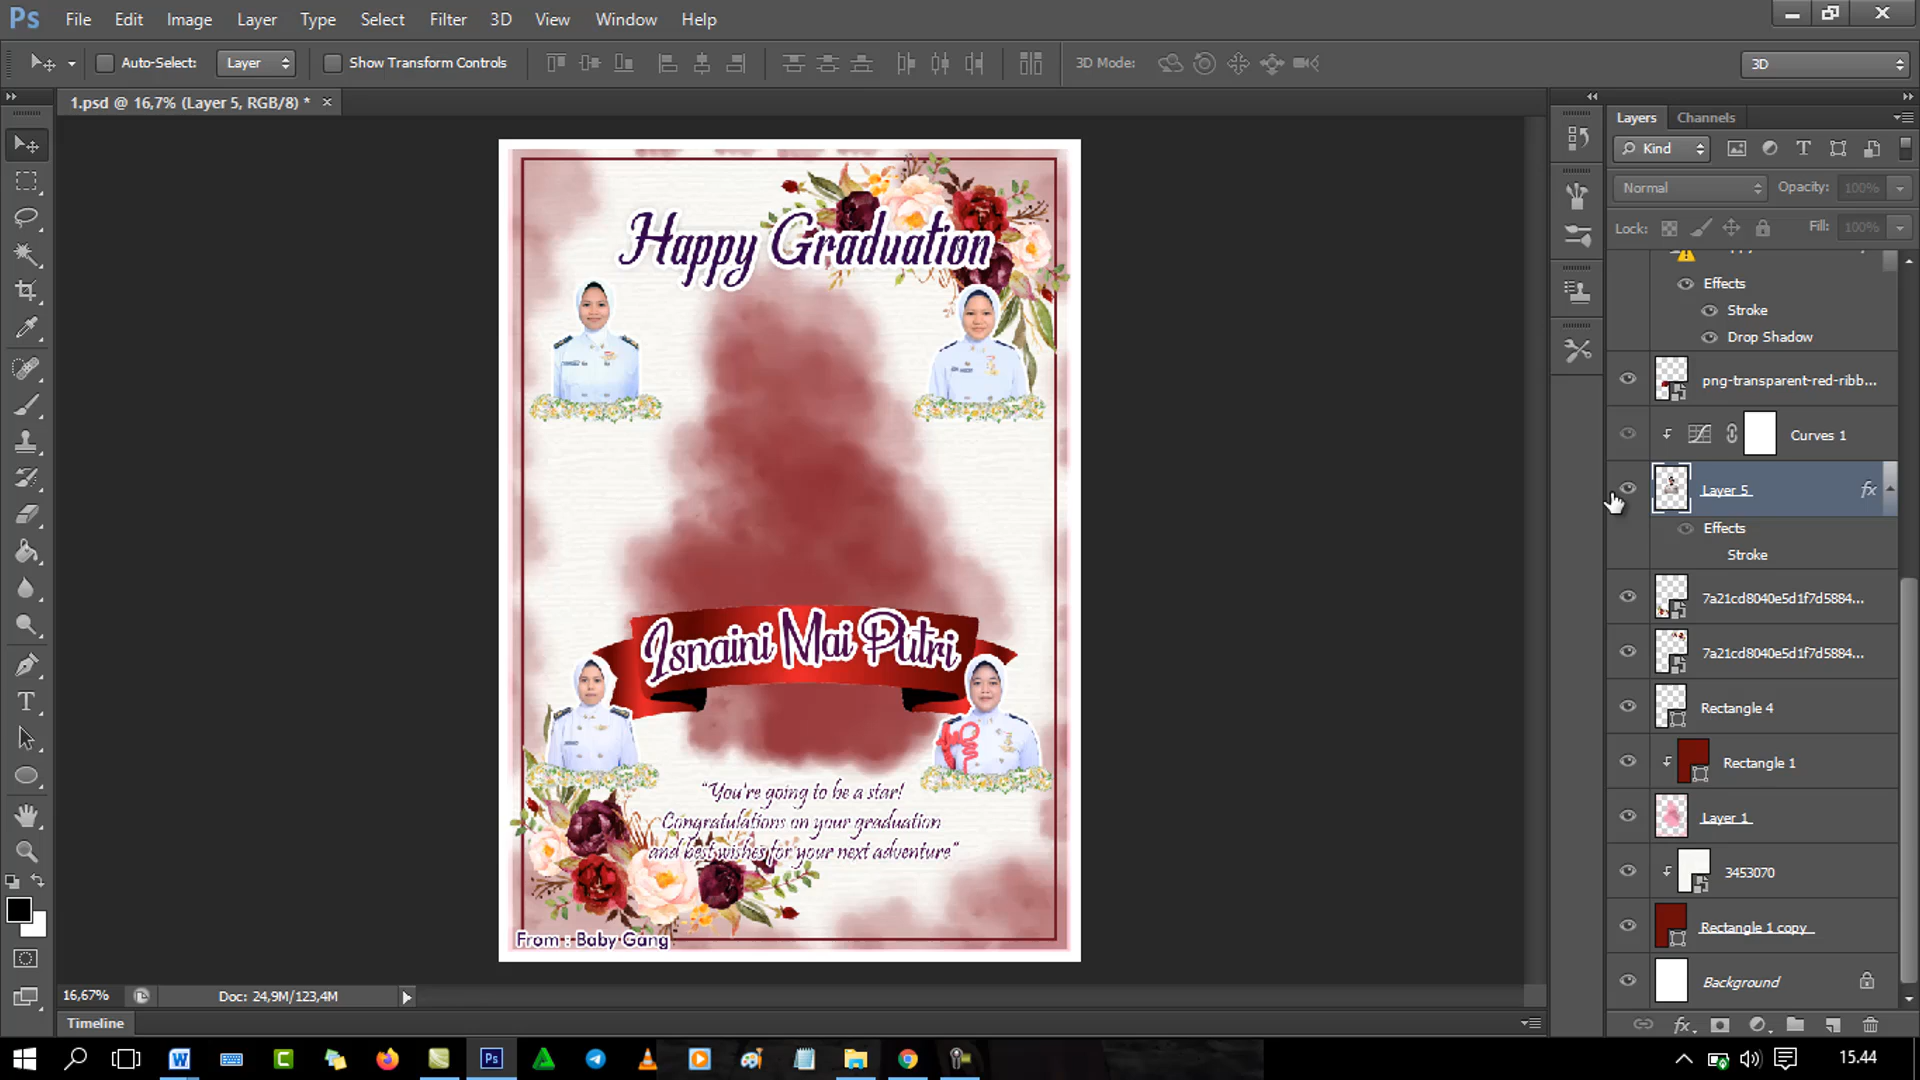 Ps File Edit Image Layer Type Select Filter 3D View Window Help
Auto-Select: Layer Show Transform Controls 3D Mode: 3D
1.psd @ 16,7% (Layer 5, RGB/8) *
Layers Channels
Kind
Normal Opacity: 100%
Lock: Fill: 100%
Effects
Stroke
Drop Shadow
png-transparent-red-ribb...
Curves 1
Layer 5 fx
Effects
Stroke
7a21cd8040e5d1f7d5884...
7a21cd8040e5d1f7d5884...
Rectangle 4
Rectangle 1
Layer 1
3453070
Rectangle 1 copy
Background
Happy Graduation
Isnaini Mai Putri
"You're going to be a star!
Congratulations on your graduation
and best wishes for your next adventure"
From : Baby Gang
16,67% Doc: 24,9M/123,4M
Timeline
15.44